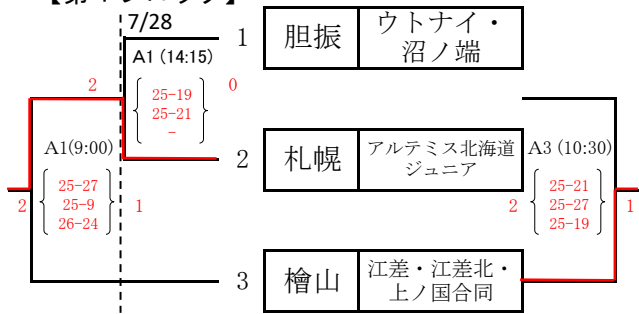 7/28
1
胆振
ウトナイ・
沼ノ端
A1 (14:15)
2
25-19
25-21
-
0
A1(9:00)
2
札幌
アルテミス北海道
ジュニア
A3 (10:30)
2
25-27
25-9
26-24
1
2
25-21
25-27
25-19
1
3
檜山
江差・江差北・
上ノ国合同